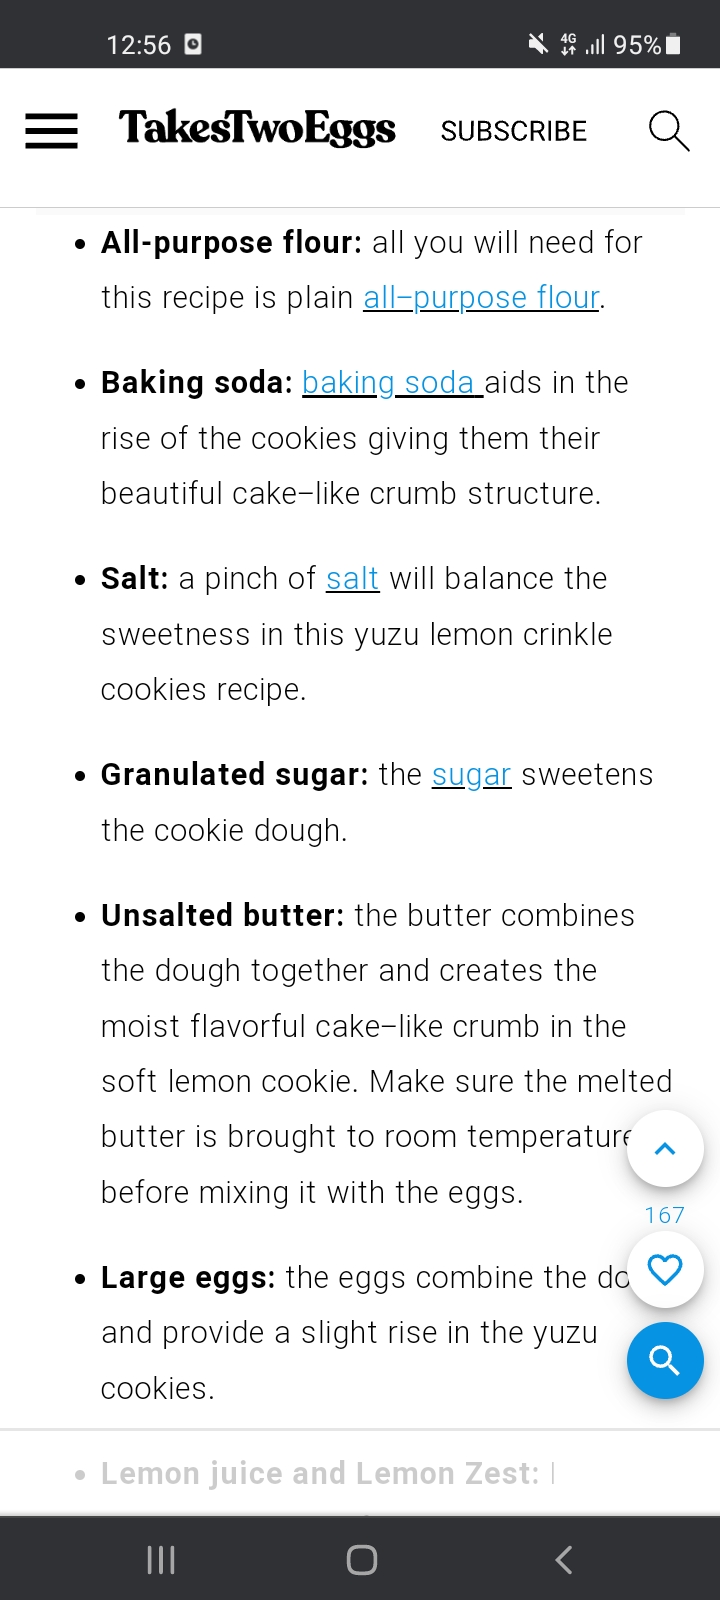 12:56 4G 95%
TakesTwoEggs SUBSCRIBE
• All-purpose flour: all you will need for
this recipe is plain all-purpose flour.
• Baking soda: baking soda aids in the
rise of the cookies giving them their
beautiful cake-like crumb structure.
• Salt: a pinch of salt will balance the
sweetness in this yuzu lemon crinkle
cookies recipe.
• Granulated sugar: the sugar sweetens
the cookie dough.
• Unsalted butter: the butter combines
the dough together and creates the
moist flavorful cake-like crumb in the
soft lemon cookie. Make sure the melted
butter is brought to room temperature
before mixing it with the eggs.
167
• Large eggs: the eggs combine the do
and provide a slight rise in the yuzu
cookies.
• Lemon juice and Lemon Zest: